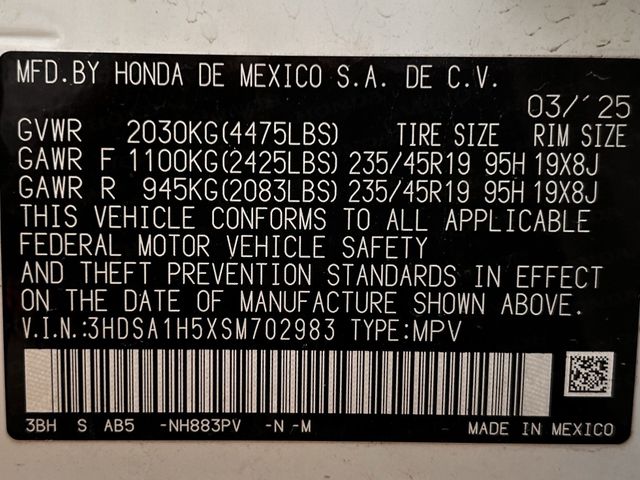 MFD.BY HONDA DE MEXICO S.A. DE C.V.
03/'25
GVWR 2030KG(4475LBS) TIRE SIZE RIM SIZE
GAWR F 1100KG(2425LBS) 235/45R19 95H 19X8J
GAWR R 945KG(2083LBS) 235/45R19 95H 19X8J
THIS VEHICLE CONFORMS TO ALL APPLICABLE
FEDERAL MOTOR VEHICLE SAFETY
AND THEFT PREVENTION STANDARDS IN EFFECT
ON THE DATE OF MANUFACTURE SHOWN ABOVE.
V.I.N.:3HDSA1H5XSM702983 TYPE:MPV
3BH S AB5 -NH883PV -N -M MADE IN MEXICO